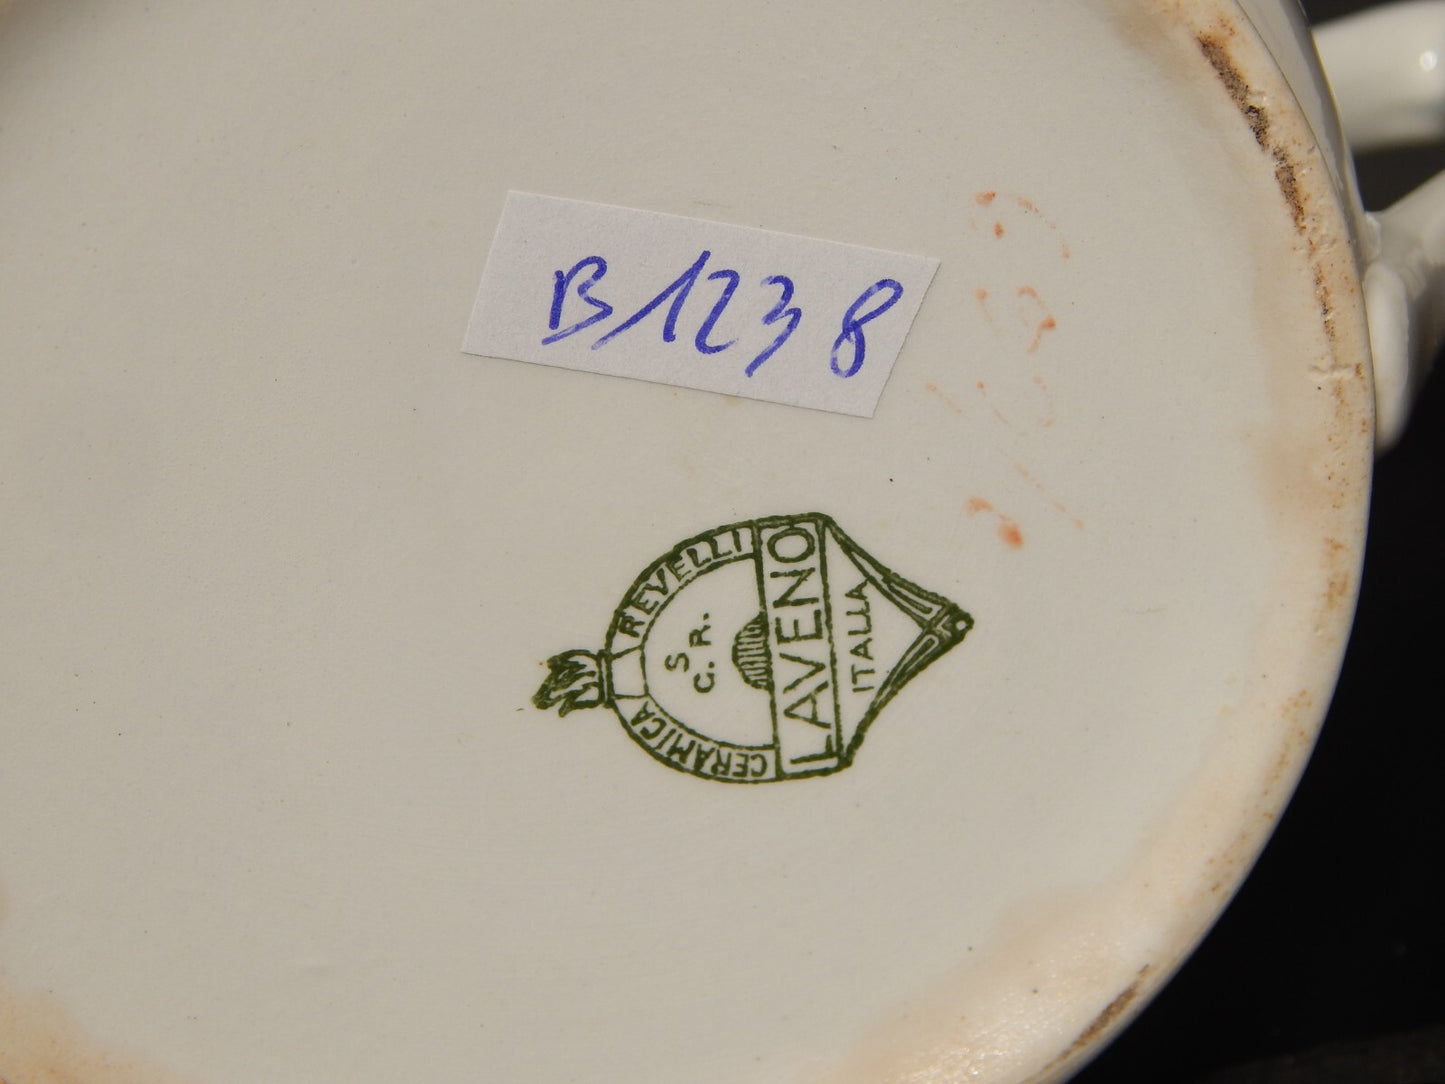 B1238
CERAMICA REVELLI
S.
C. R.
LAVENO
ITALIA